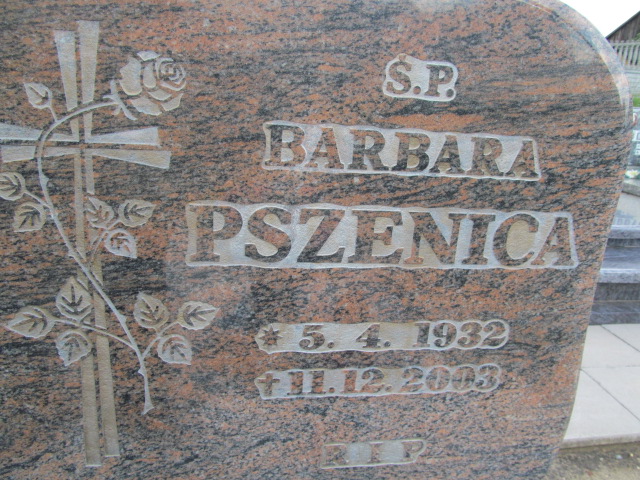 Ś.P.
BARBARA
PSZENICA
* 5. 4. 1932
✝ 11.12. 2003
R I P